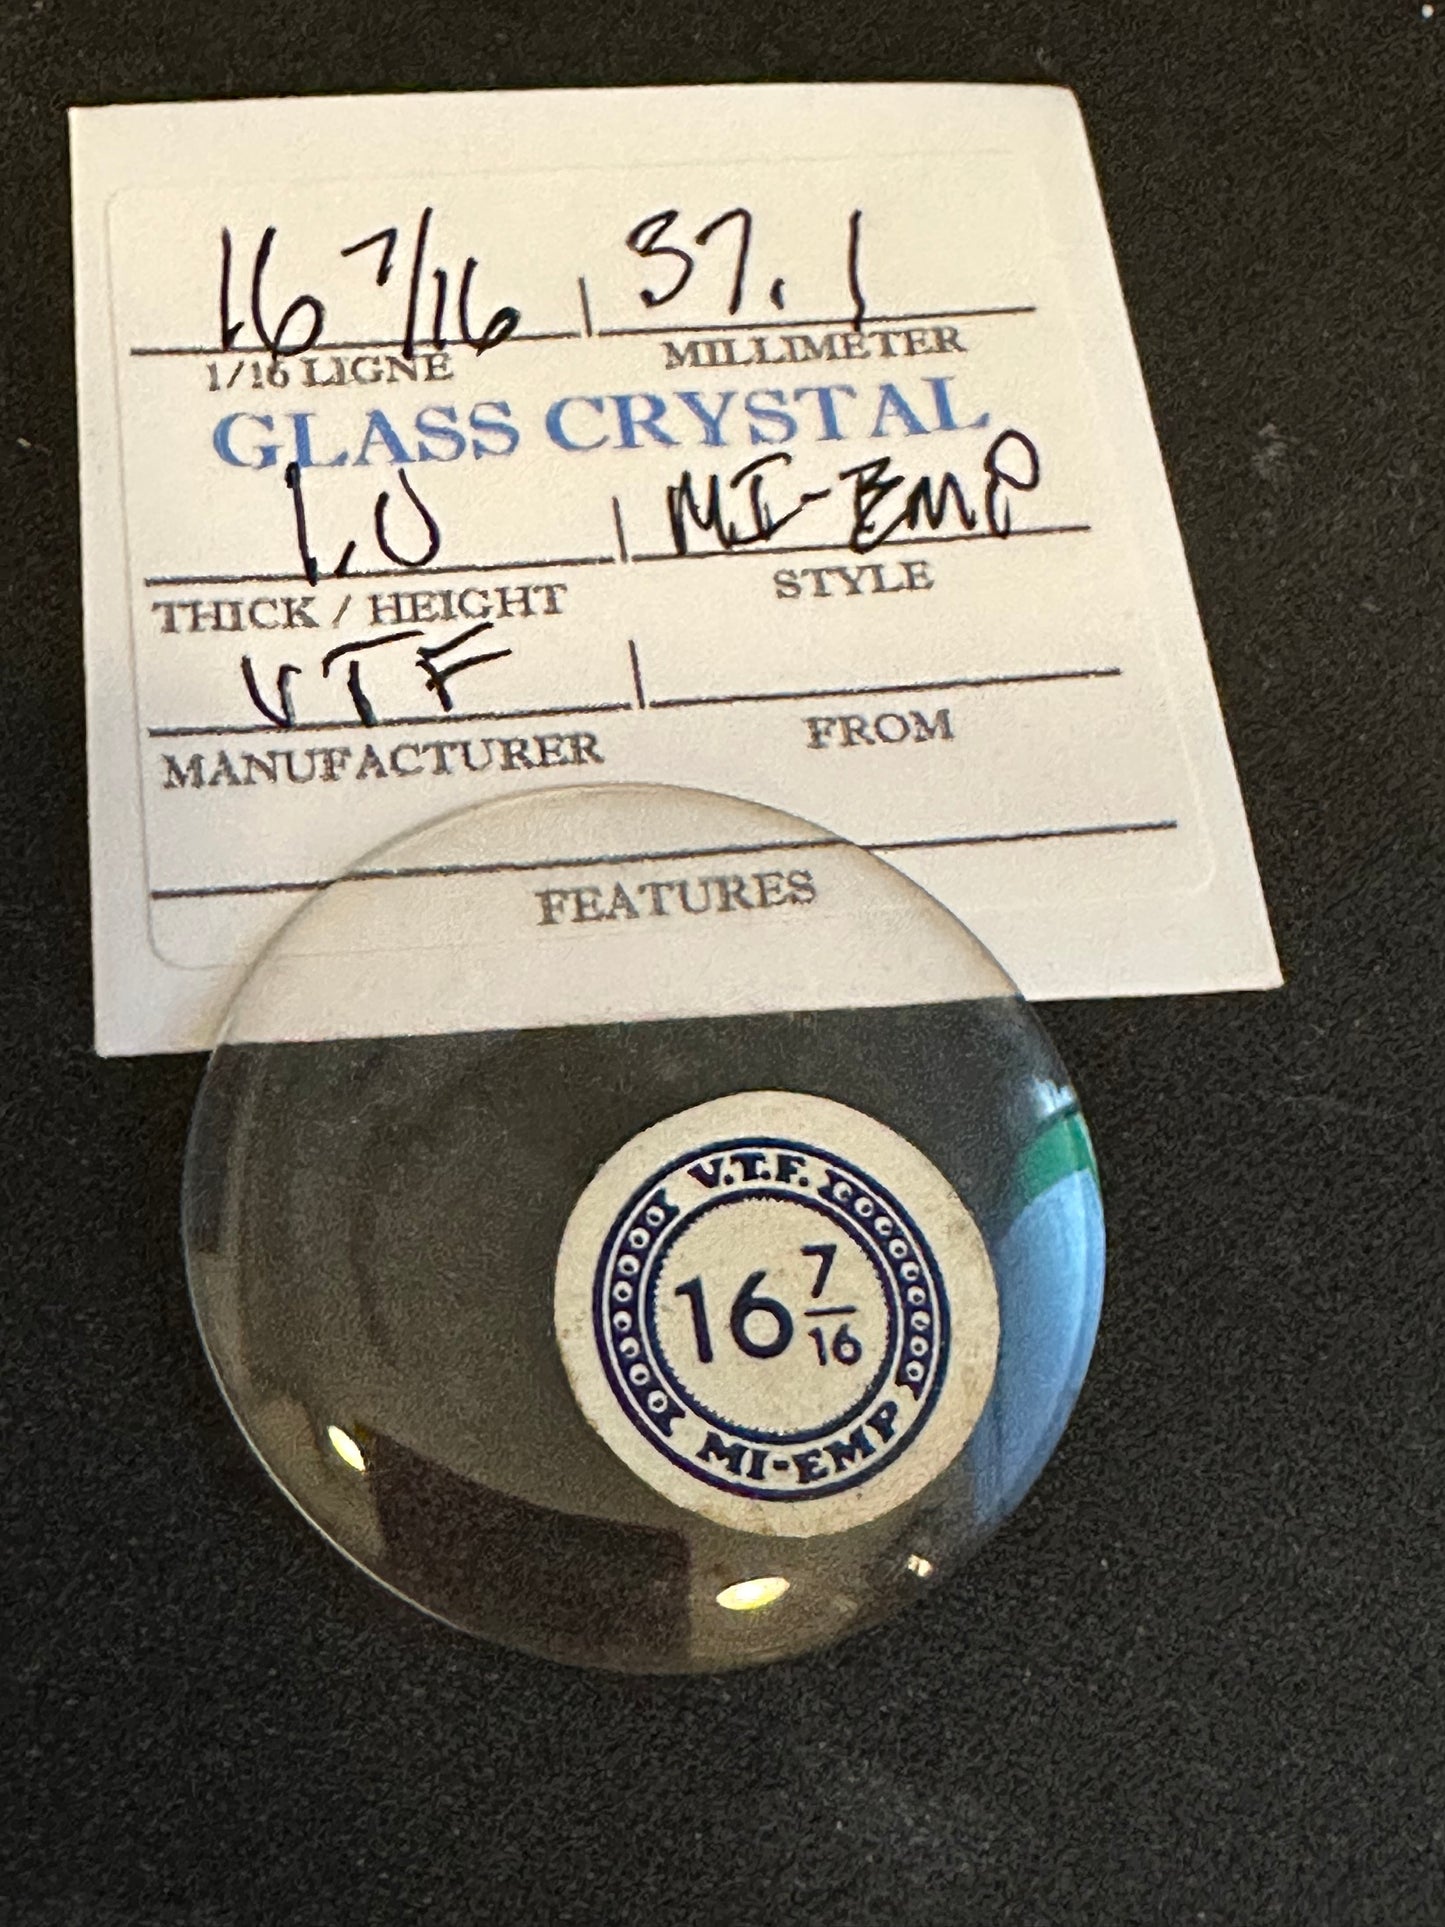 16 7/16 | 37.1
1/16 LIGNE MILLIMETER
GLASS CRYSTAL
1.0 | MI-EMP
THICK / HEIGHT STYLE
VTF |
MANUFACTURER FROM
FEATURES
V.T.F.
16 7/16
MI-EMP